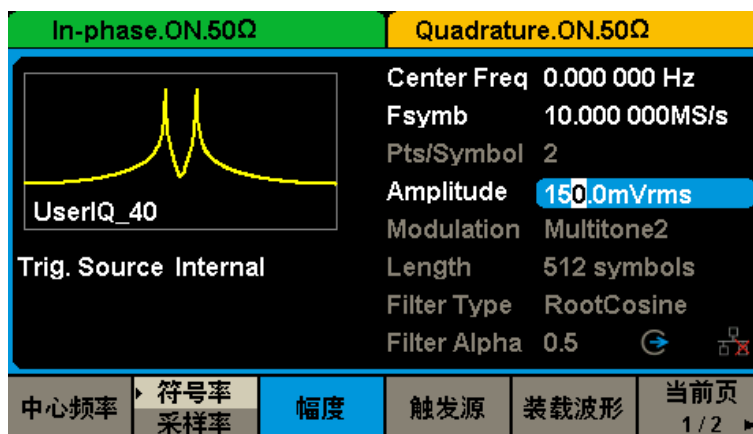 In-phase.ON.50Ω
Quadrature.ON.50Ω
UserIQ_40
Trig. Source Internal
Center Freq 0.000 000 Hz
Fsymb 10.000 000MS/s
Pts/Symbol 2
Amplitude 150.0mVrms
Modulation Multitone2
Length 512 symbols
Filter Type RootCosine
Filter Alpha 0.5
中心频率
符号率
采样率
幅度
触发源
装载波形
当前页
1/2